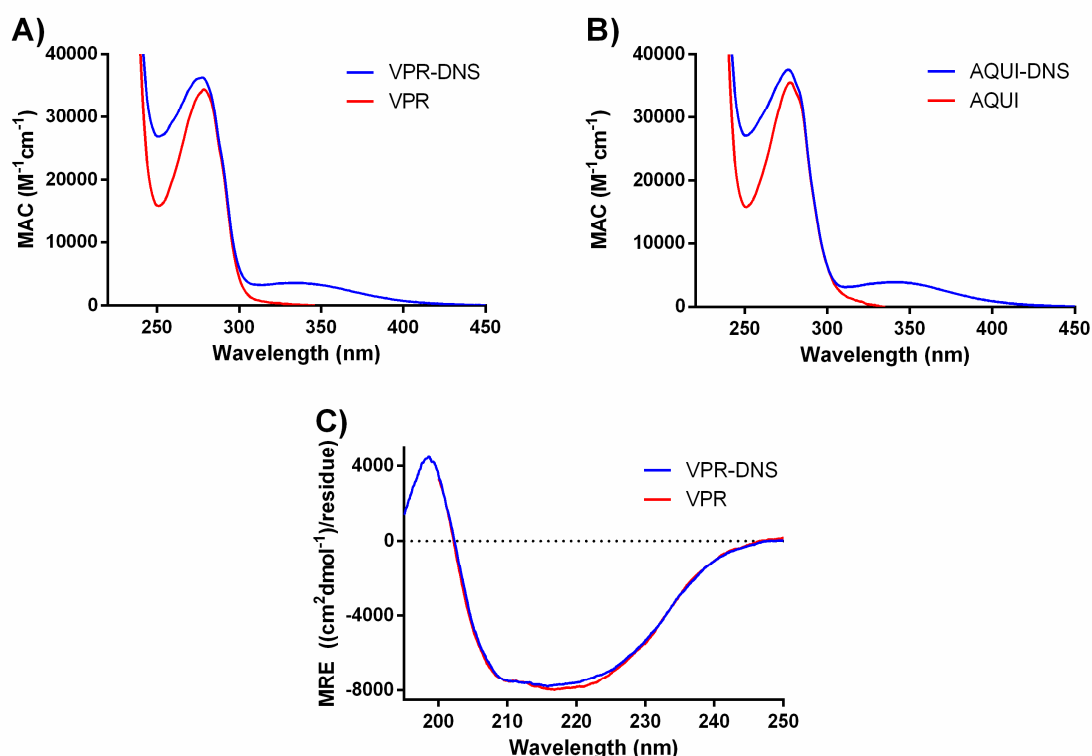 A)
40000
30000
20000
10000
0
MAC (M⁻¹cm⁻¹)
VPR-DNS
VPR
250
300
350
400
450
Wavelength (nm)
B)
40000
30000
20000
10000
0
MAC (M⁻¹cm⁻¹)
AQUI-DNS
AQUI
250
300
350
400
450
Wavelength (nm)
C)
4000
0
-4000
-8000
MRE ((cm²dmol⁻¹)/residue)
VPR-DNS
VPR
200
210
220
230
240
250
Wavelength (nm)